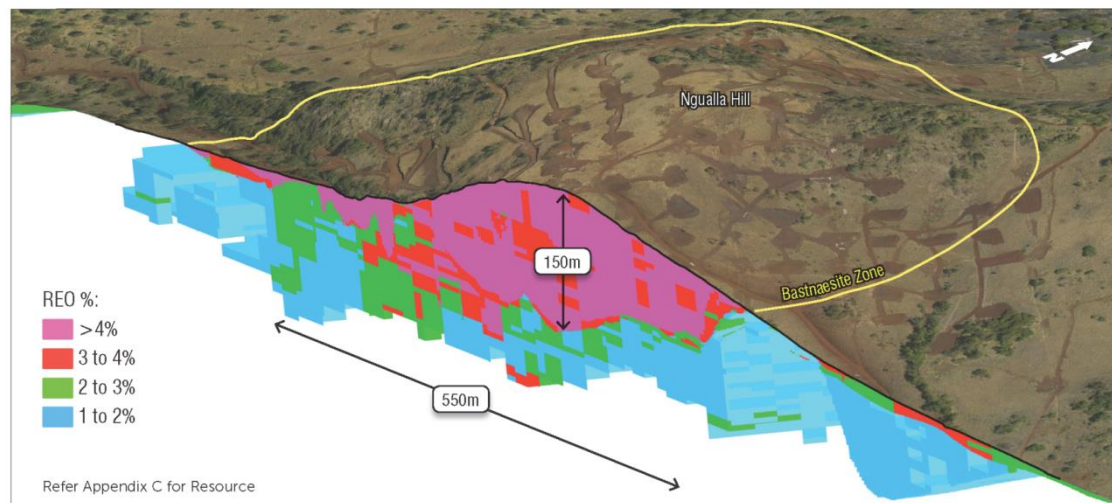 N
Ngualla Hill
150m
Bastnaesite Zone
REO %:
>4%
3 to 4%
2 to 3%
1 to 2%
550m
Refer Appendix C for Resource